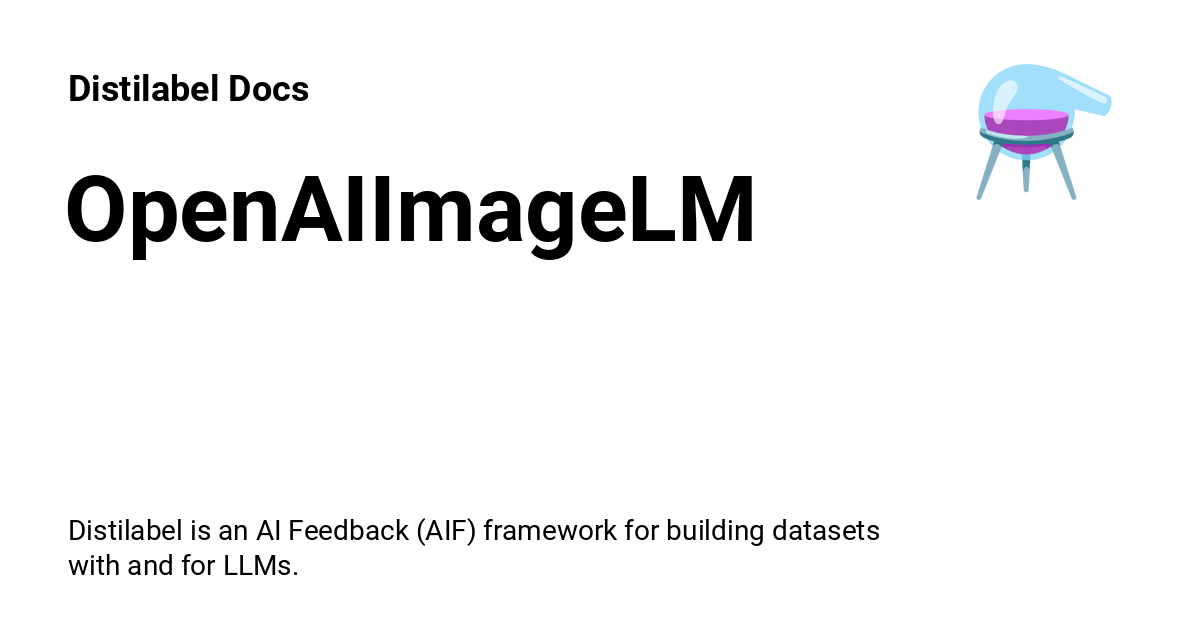 Distilabel Docs
OpenAIImageLM
Distilabel is an AI Feedback (AIF) framework for building datasets
with and for LLMs.